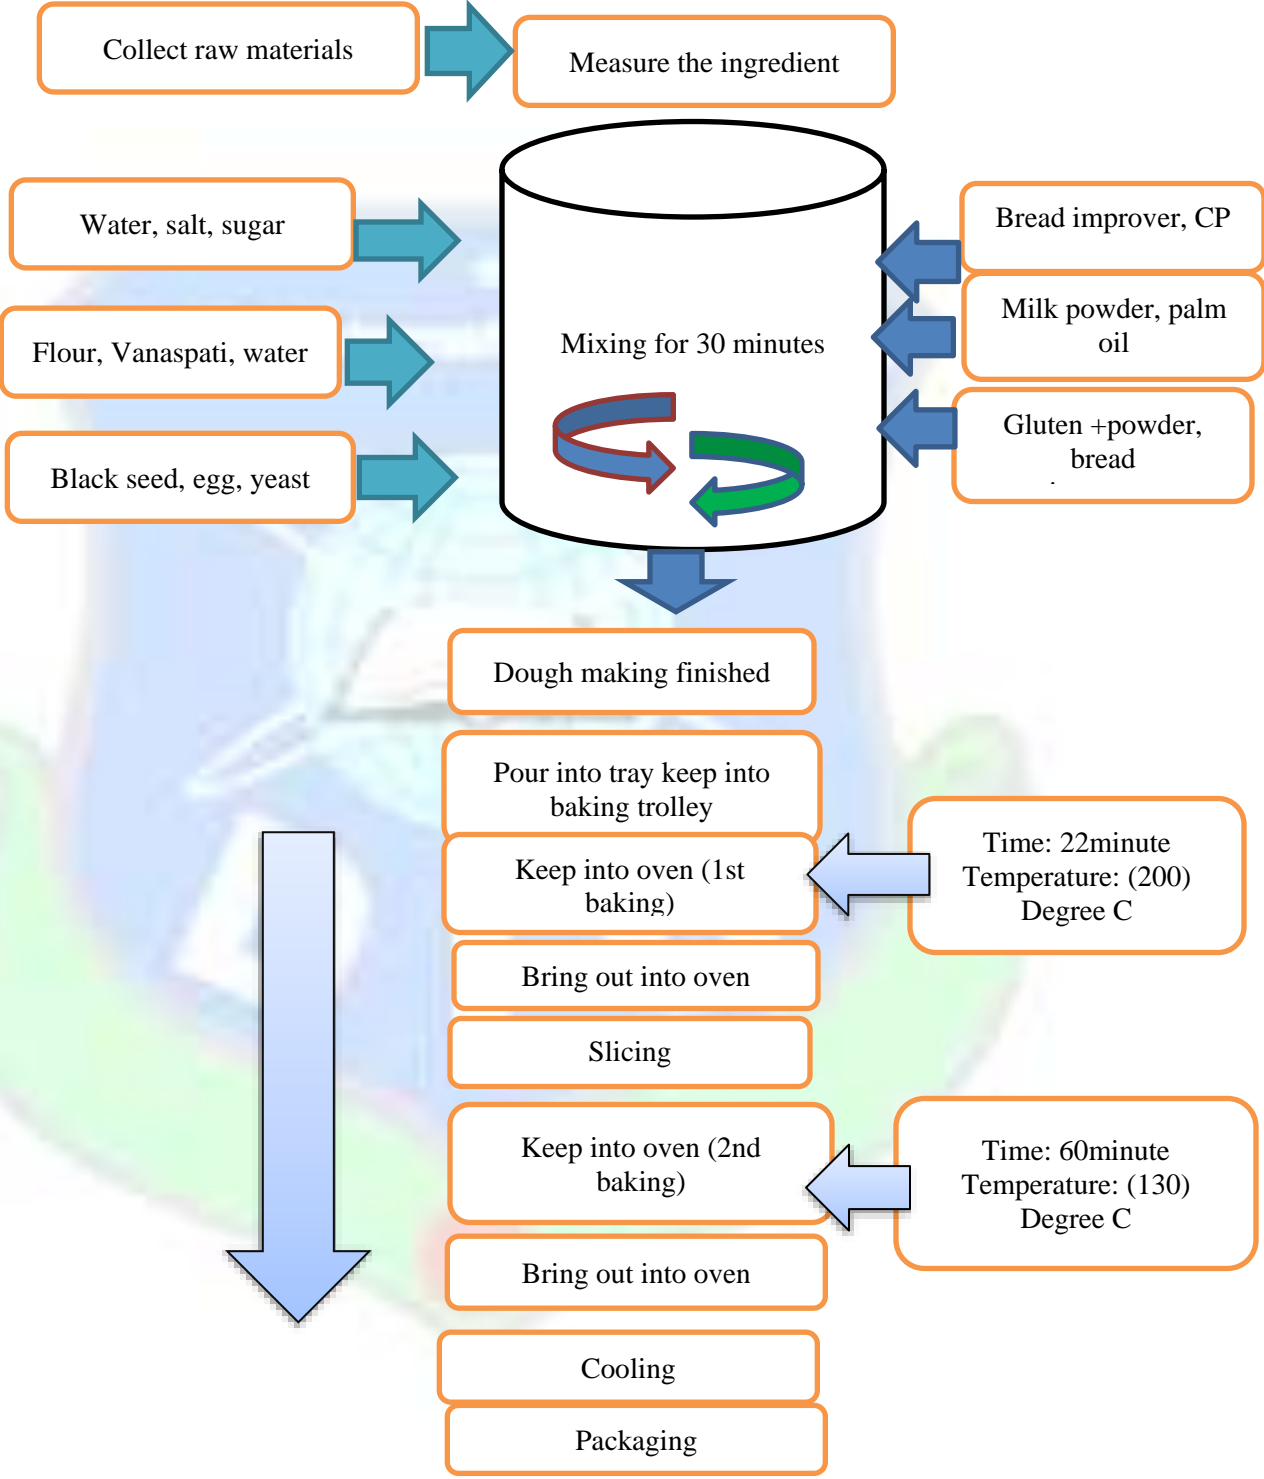 Collect raw materials
Measure the ingredient
Water, salt, sugar
Flour, Vanaspati, water
Black seed, egg, yeast
Mixing for 30 minutes
Bread improver, CP
Milk powder, palm
oil
Gluten +powder,
bread
Dough making finished
Pour into tray keep into
baking trolley
Keep into oven (1st
baking)
Time: 22minute
Temperature: (200)
Degree C
Bring out into oven
Slicing
Keep into oven (2nd
baking)
Time: 60minute
Temperature: (130)
Degree C
Bring out into oven
Cooling
Packaging